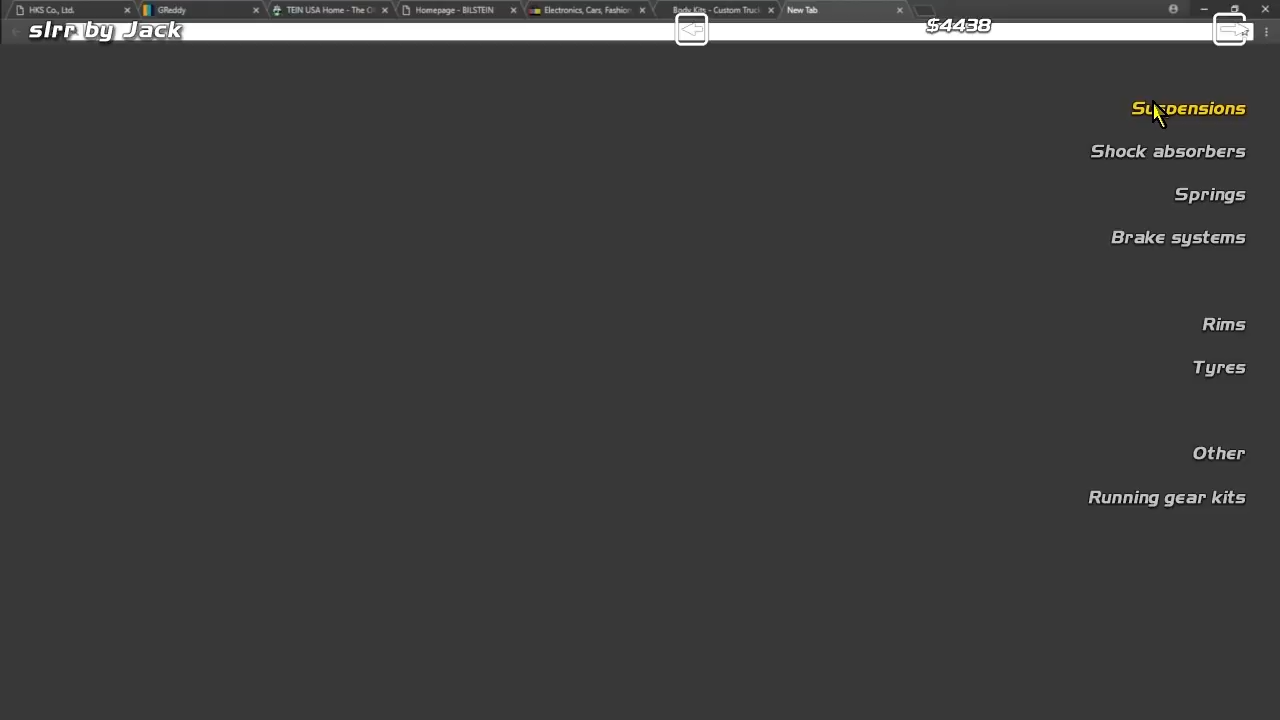 HKS Co., Ltd.
GReddy
TEIN USA Home - The O
Homepage - BILSTEIN
Electronics, Cars, Fashion
Body Kits - Custom Truck
New Tab
slrr by Jack
$4438
Suspensions
Shock absorbers
Springs
Brake systems
Rims
Tyres
Other
Running gear kits